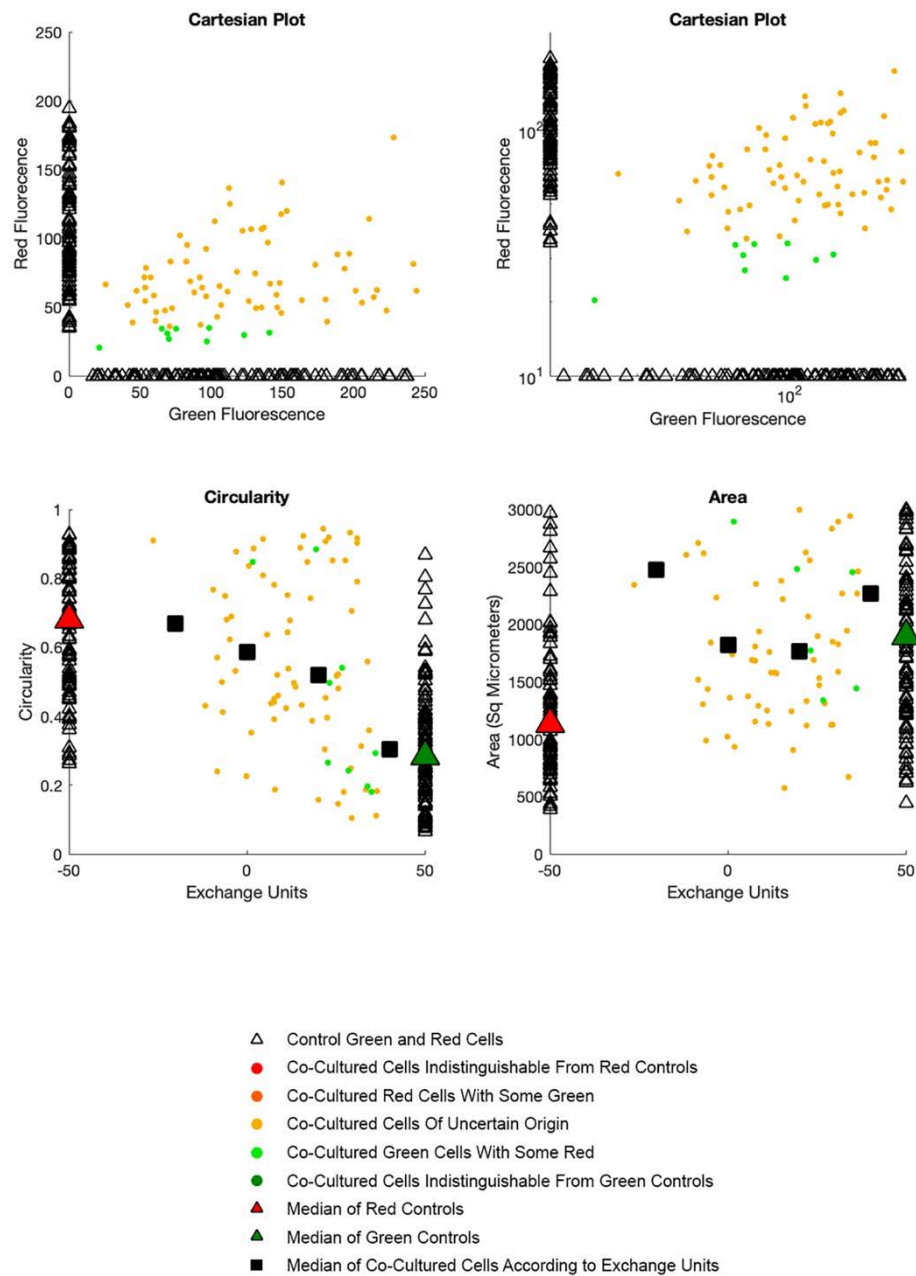 Cartesian Plot
250
200
150
100
50
0
Red Fluorecence
0 50 100 150 200 250
Green Fluorescence
Cartesian Plot
102
101
Red Fluorecence
102
Green Fluorescence
Circularity
1
0.8
0.6
0.4
0.2
0
Circularity
-50 0 50
Exchange Units
Area
3000
2500
2000
1500
1000
500
0
Area (Sq Micrometers)
-50 0 50
Exchange Units
Control Green and Red Cells
Co-Cultured Cells Indistinguishable From Red Controls
Co-Cultured Red Cells With Some Green
Co-Cultured Cells Of Uncertain Origin
Co-Cultured Green Cells With Some Red
Co-Cultured Cells Indistinguishable From Green Controls
Median of Red Controls
Median of Green Controls
Median of Co-Cultured Cells According to Exchange Units